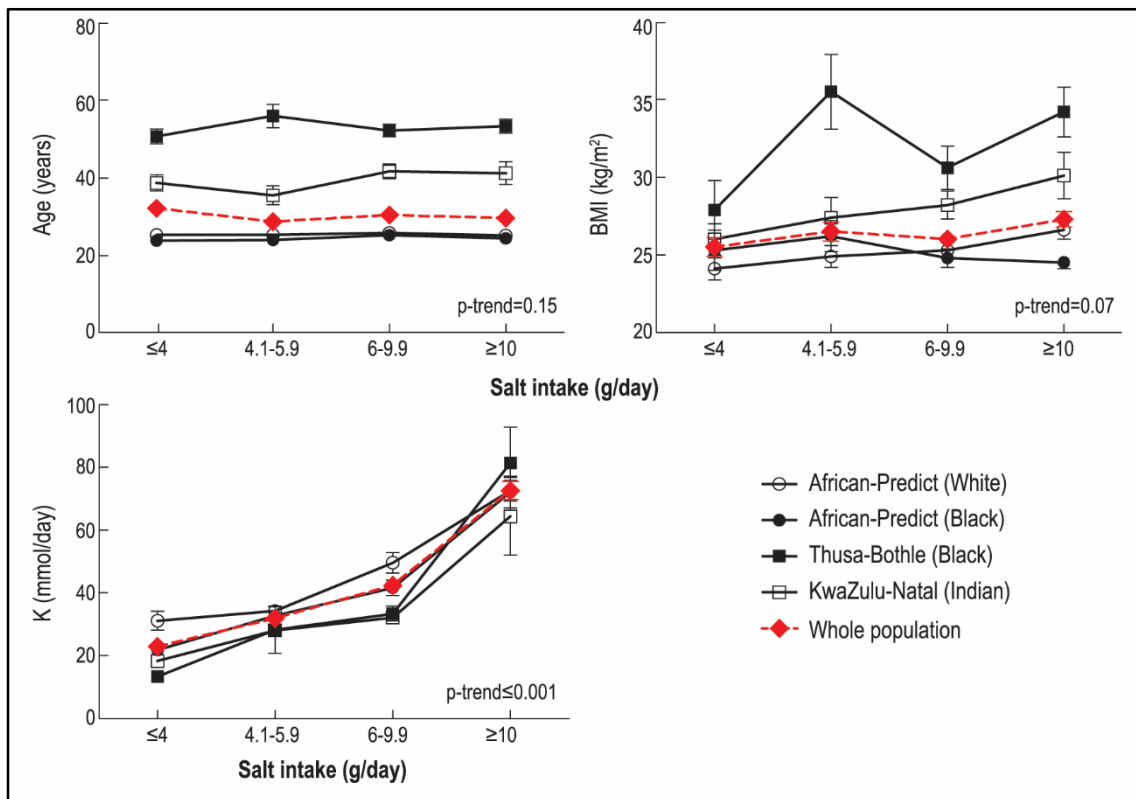 80
60
40
20
0
Age (years)
p-trend=0.15
≤4
4.1-5.9
6-9.9
≥10
40
35
30
25
20
BMI (kg/m²)
p-trend=0.07
≤4
4.1-5.9
6-9.9
≥10
Salt intake (g/day)
100
80
60
40
20
0
K (mmol/day)
p-trend≤0.001
≤4
4.1-5.9
6-9.9
≥10
Salt intake (g/day)
African-Predict (White)
African-Predict (Black)
Thusa-Bothle (Black)
KwaZulu-Natal (Indian)
Whole population